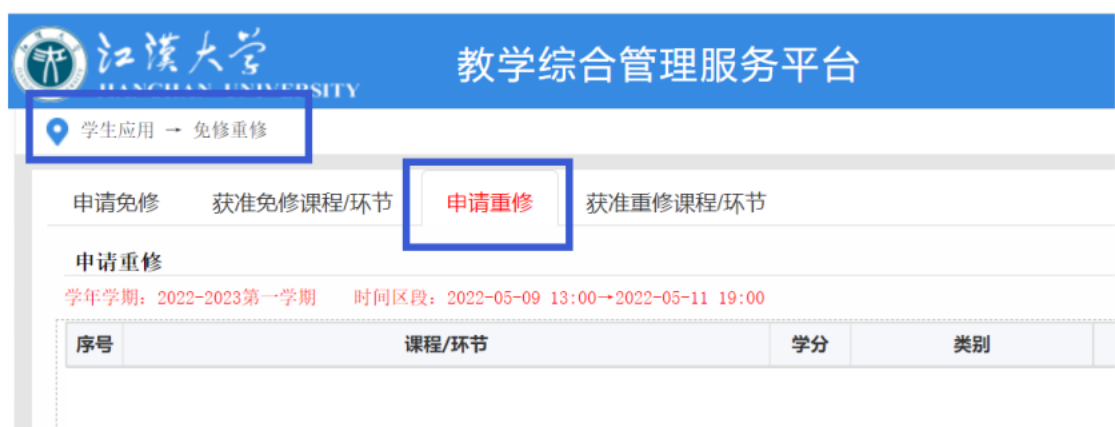 江漢大学
JIANGHAN UNIVERSITY
教学综合管理服务平台
学生应用 → 免修重修
申请免修 获准免修课程/环节 申请重修 获准重修课程/环节
申请重修
学年学期：2022-2023第一学期 时间区段：2022-05-09 13:00→2022-05-11 19:00
序号 课程/环节 学分 类别